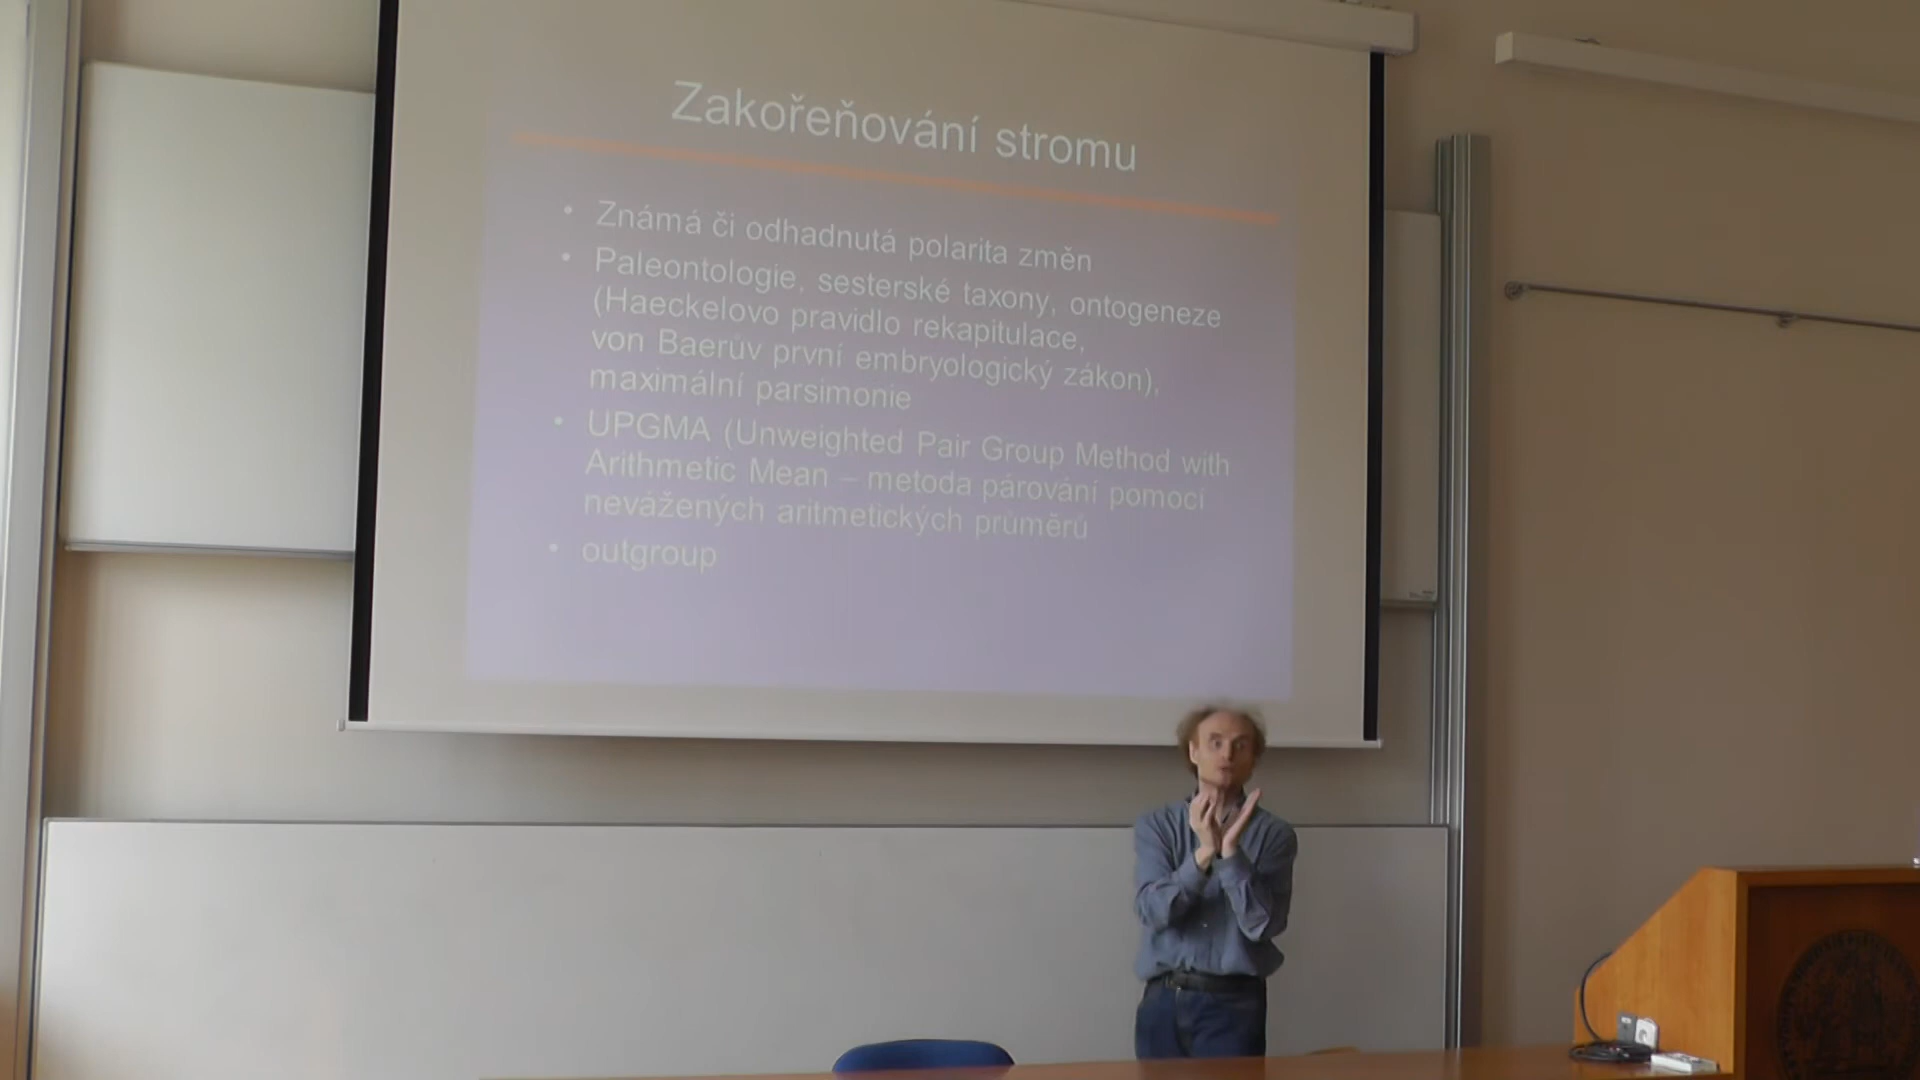 Zakořeňování stromu
• Známá či odhadnutá polarita změn
• Paleontologie, sesterské taxony, ontogeneze
(Haeckelovo pravidlo rekapitulace,
von Baerův první embryologický zákon),
maximální parsimonie
• UPGMA (Unweighted Pair Group Method with
Arithmetic Mean – metoda párování pomocí
nevážených aritmetických průměrů
• outgroup